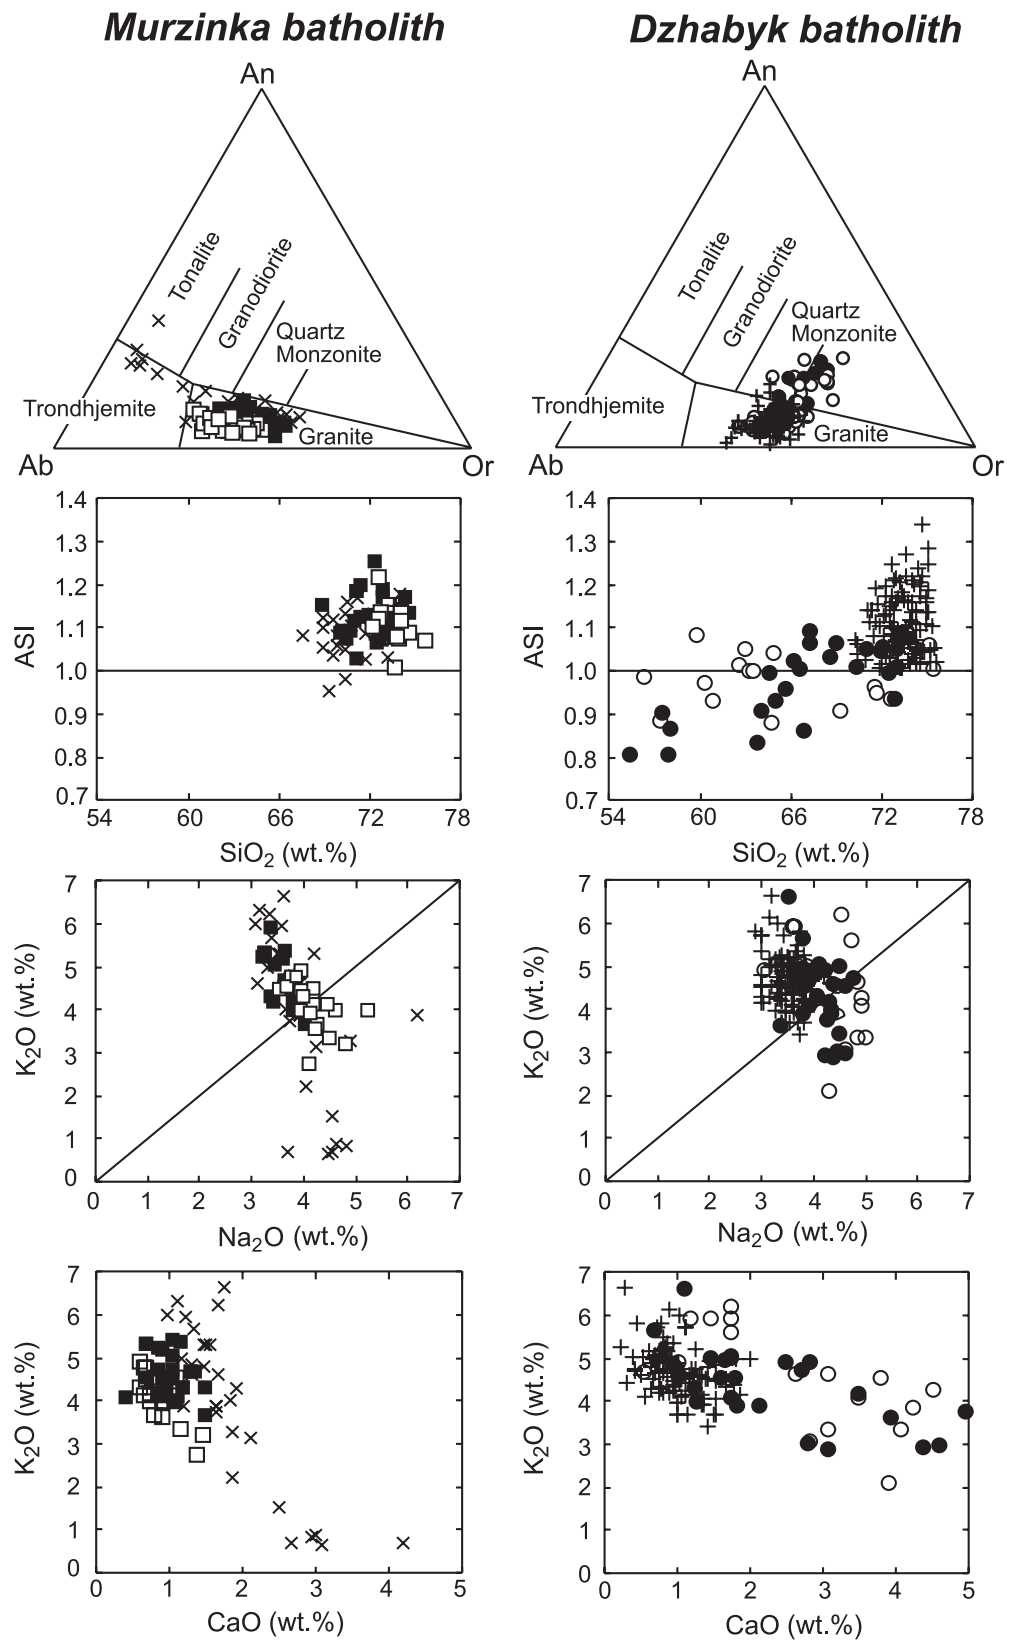 Murzinka batholith
Dzhabyk batholith
An
Tonalite
Granodiorite
Quartz
Monzonite
Trondhjemite
Granite
Ab
Or
An
Tonalite
Granodiorite
Quartz
Monzonite
Trondhjemite
Granite
Ab
Or
1.4
1.3
1.2
1.1
1.0
0.9
0.8
0.7
ASI
54 60 66 72 78
SiO₂ (wt.%)
1.4
1.3
1.2
1.1
1.0
0.9
0.8
0.7
ASI
54 60 66 72 78
SiO₂ (wt.%)
7
6
5
4
3
2
1
0
K₂O (wt.%)
0 1 2 3 4 5 6 7
Na₂O (wt.%)
7
6
5
4
3
2
1
0
K₂O (wt.%)
0 1 2 3 4 5 6 7
Na₂O (wt.%)
7
6
5
4
3
2
1
0
K₂O (wt.%)
0 1 2 3 4 5
CaO (wt.%)
7
6
5
4
3
2
1
0
K₂O (wt.%)
0 1 2 3 4 5
CaO (wt.%)